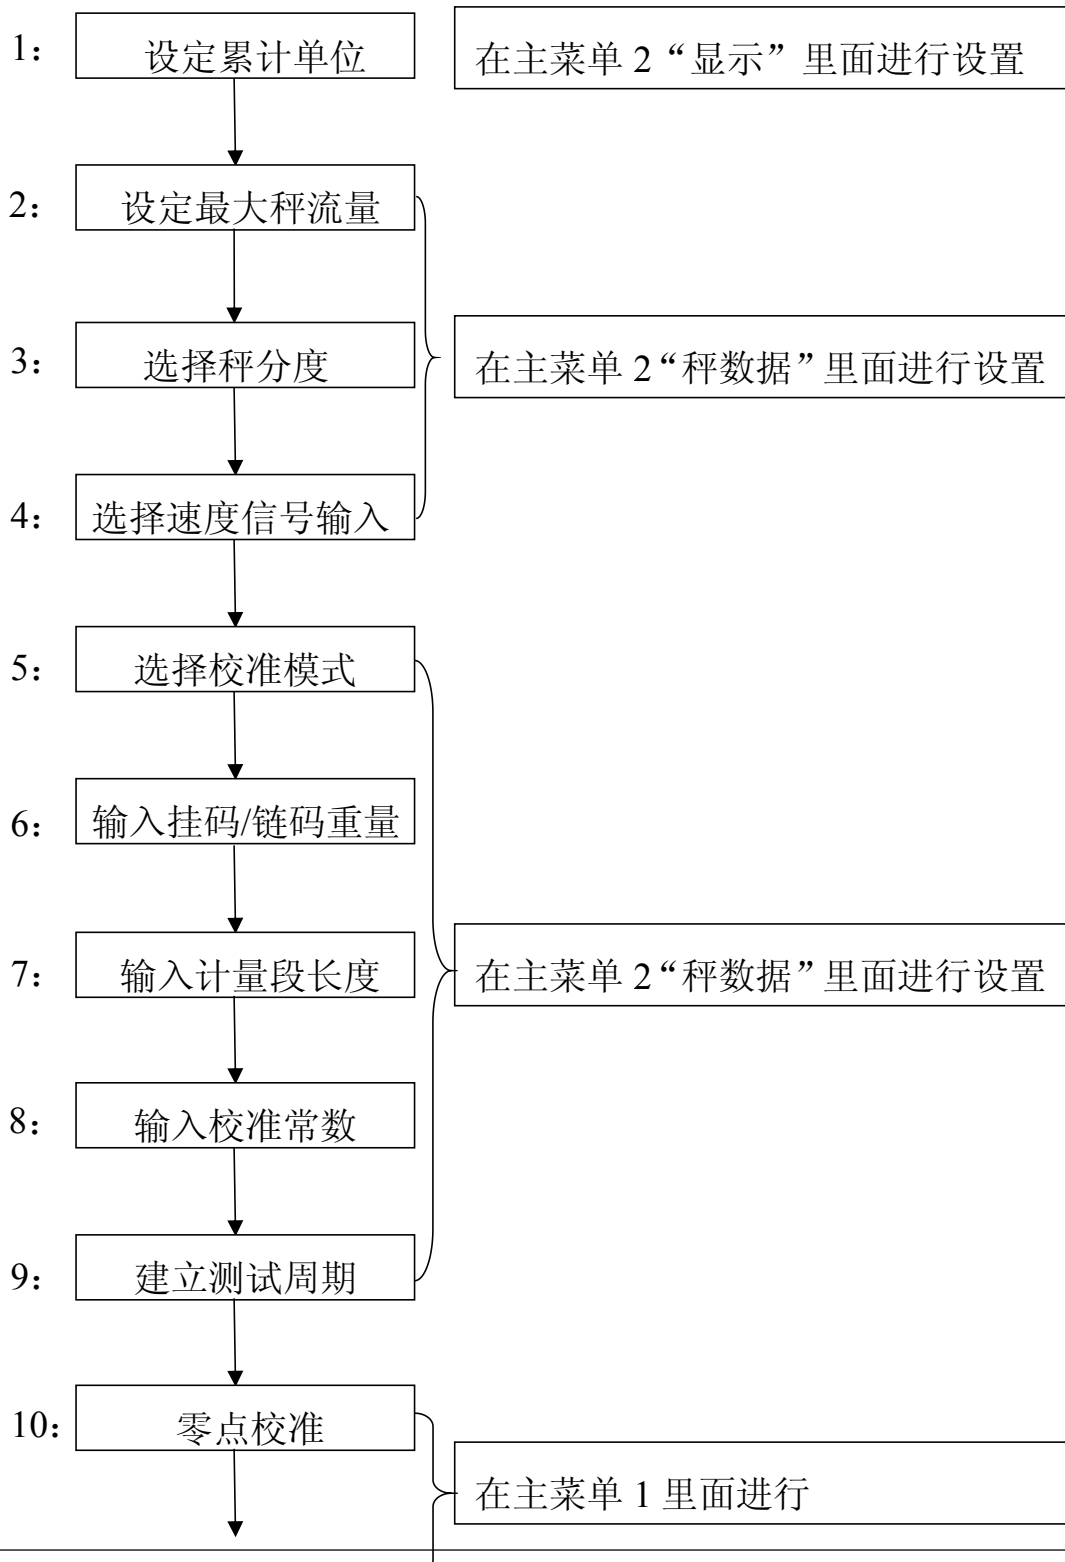 1： 设定累计单位 在主菜单 2“显示”里面进行设置
2： 设定最大秤流量
3： 选择秤分度 在主菜单 2“秤数据”里面进行设置
4： 选择速度信号输入
5： 选择校准模式
6： 输入挂码/链码重量
7： 输入计量段长度 在主菜单 2“秤数据”里面进行设置
8： 输入校准常数
9： 建立测试周期
10： 零点校准
在主菜单 1 里面进行